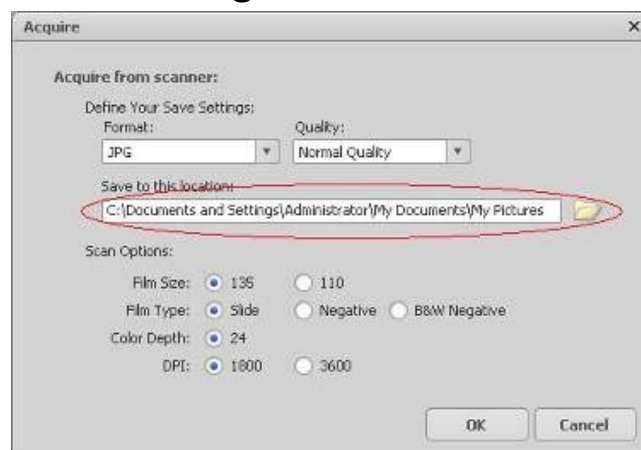 Acquire
Acquire from scanner:
Define Your Save Settings:
Format: Quality:
JPG Normal Quality
Save to this location:
C:\Documents and Settings\Administrator\My Documents\My Pictures
Scan Options:
Film Size: 135 110
Film Type: Slide Negative B&W Negative
Color Depth: 24
DPI: 1800 3600
OK Cancel